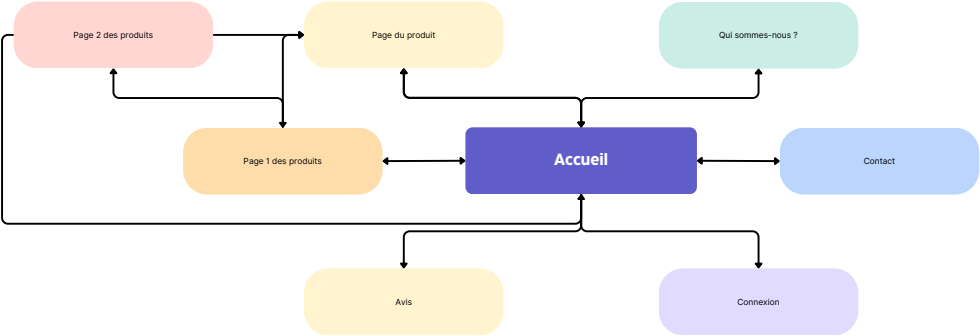 Page 2 des produits
Page du produit
Qui sommes-nous ?
Page 1 des produits
Accueil
Contact
Avis
Connexion